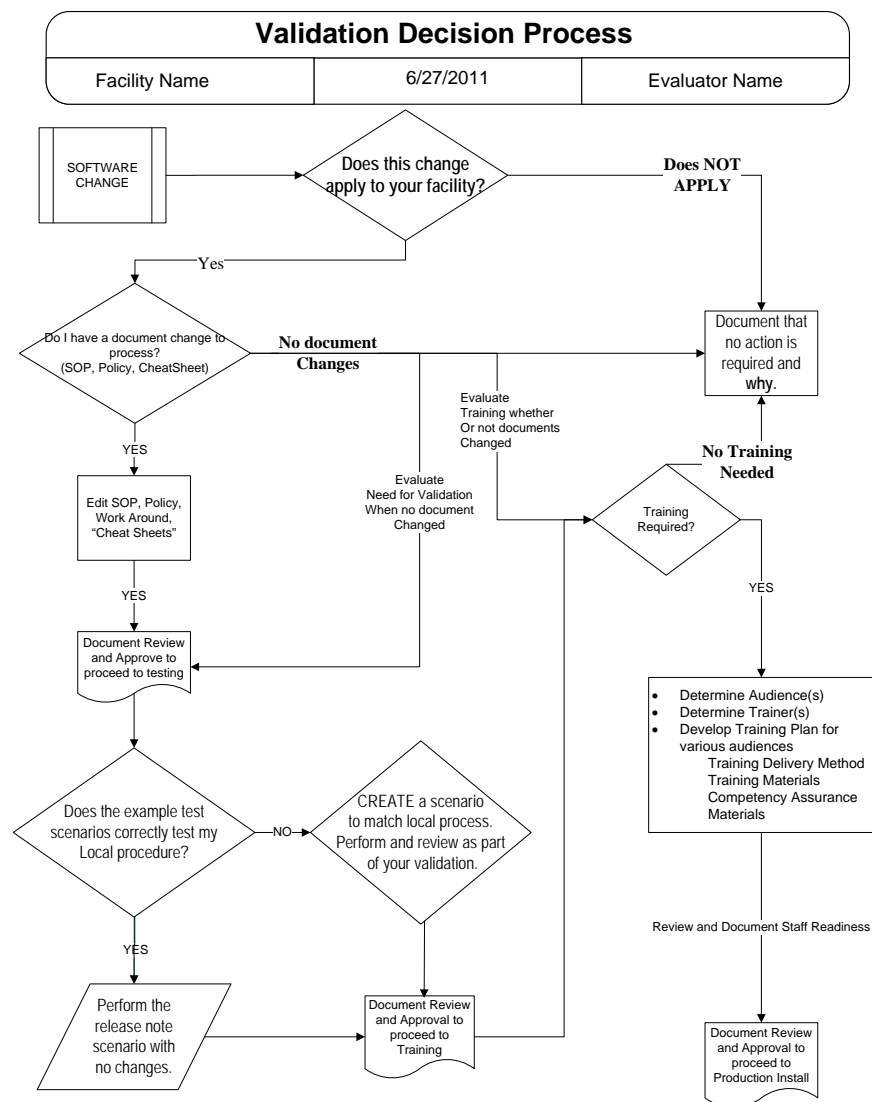 Validation Decision Process
Facility Name
6/27/2011
Evaluator Name
SOFTWARE
CHANGE
Does this change
apply to your facility?
Does NOT
APPLY
Yes
Do I have a document change to
process?
(SOP, Policy, CheatSheet)
No document
Changes
Document that
no action is
required and
why.
Evaluate
Training whether
Or not documents
Changed
No Training
Needed
YES
Evaluate
Need for Validation
When no document
Changed
Edit SOP, Policy,
Work Around,
“Cheat Sheets”
Training
Required?
YES
YES
Document Review
and Approve to
proceed to testing
• Determine Audience(s)
• Determine Trainer(s)
• Develop Training Plan for
various audiences
Training Delivery Method
Training Materials
Competency Assurance
Materials
Does the example test
scenarios correctly test my
Local procedure?
NO
CREATE a scenario
to match local process.
Perform and review as part
of your validation.
YES
Review and Document Staff Readiness
Perform the
release note
scenario with
no changes.
Document Review
and Approval to
proceed to
Training
Document Review
and Approval to
proceed to
Production Install